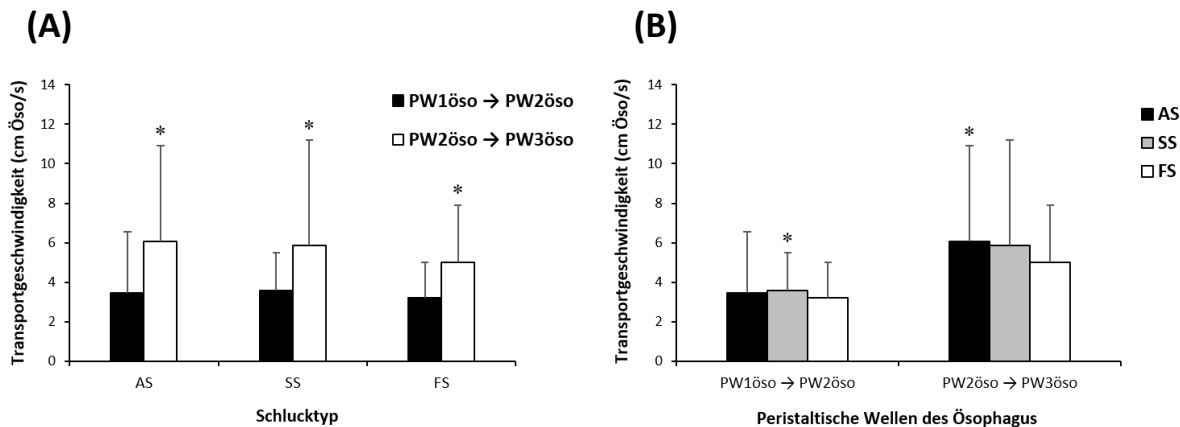 (A)
Transportgeschwindigkeit (cm Öso/s)
14
12
10
8
6
4
2
0
PW1öso → PW2öso
PW2öso → PW3öso
*
*
*
AS
SS
FS
Schlucktyp
(B)
Transportgeschwindigkeit (cm Öso/s)
14
12
10
8
6
4
2
0
AS
SS
FS
*
*
PW1öso → PW2öso
PW2öso → PW3öso
Peristaltische Wellen des Ösophagus